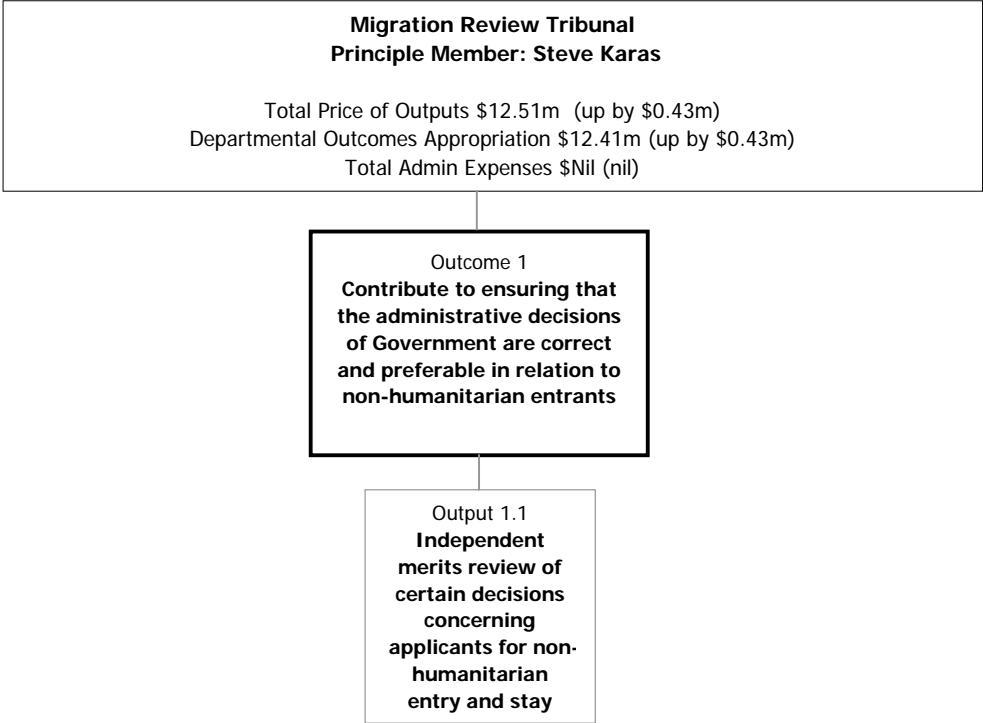 Migration Review Tribunal
Principle Member: Steve Karas
Total Price of Outputs $12.51m (up by $0.43m)
Departmental Outcomes Appropriation $12.41m (up by $0.43m)
Total Admin Expenses $Nil (nil)
Outcome 1
Contribute to ensuring that
the administrative decisions
of Government are correct
and preferable in relation to
non-humanitarian entrants
Output 1.1
Independent
merits review of
certain decisions
concerning
applicants for non-
humanitarian
entry and stay